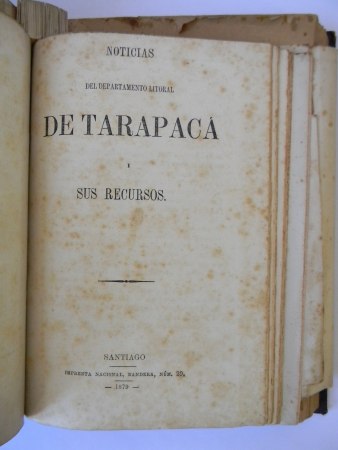 NOTICIAS
DEL DEPARTAMENTO LITORAL
DE TARAPACÁ
I
SUS RECURSOS.
SANTIAGO
IMPRENTA NACIONAL, BANDERA, NÚM. 29,
— 1879 —